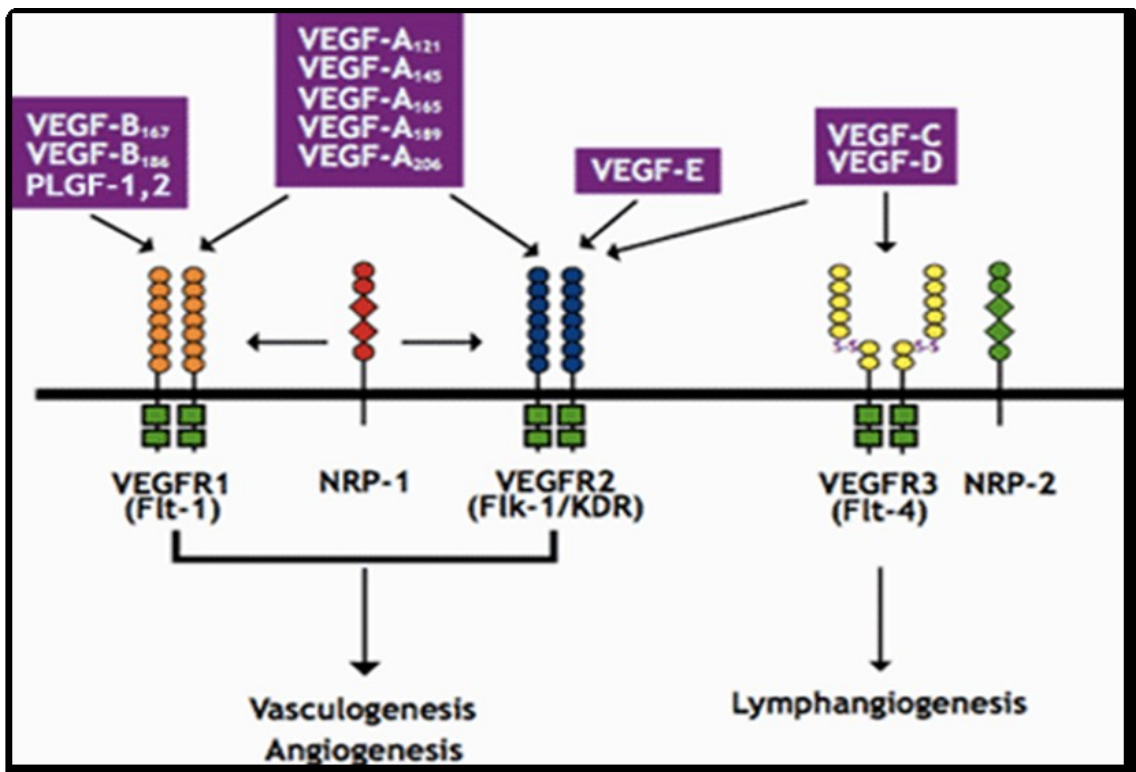 VEGF-B₁₆₇
VEGF-B₁₈₆
PLGF-1,2
VEGF-A₁₂₁
VEGF-A₁₄₅
VEGF-A₁₆₅
VEGF-A₁₈₉
VEGF-A₂₀₆
VEGF-E
VEGF-C
VEGF-D
S-S
S-S
VEGFR1
(Flt-1)
NRP-1
VEGFR2
(Flk-1/KDR)
VEGFR3
(Flt-4)
NRP-2
Vasculogenesis
Angiogenesis
Lymphangiogenesis